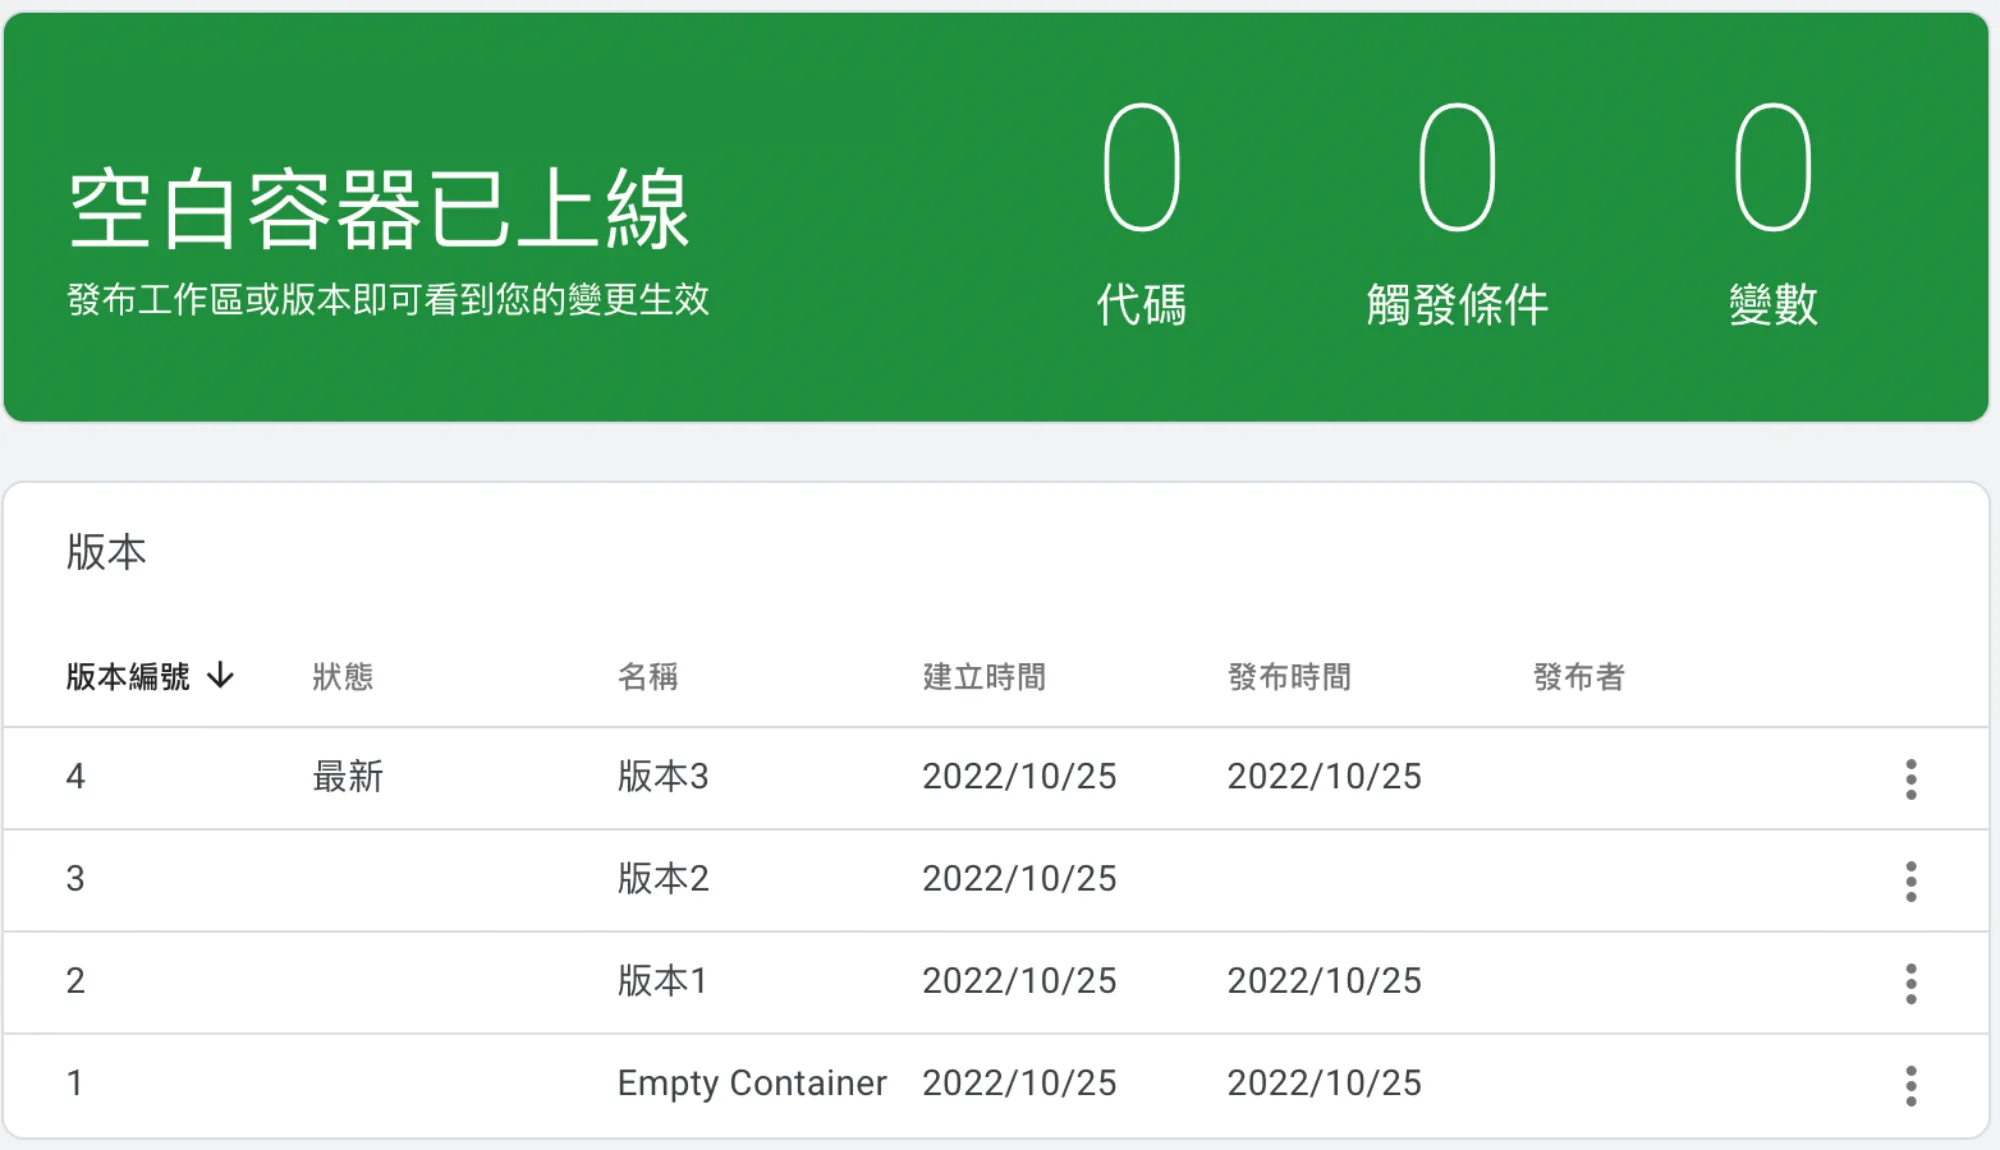 空白容器已上線
發布工作區或版本即可看到您的變更生效
0 0 0
代碼 觸發條件 變數
版本
版本編號 狀態 名稱 建立時間 發布時間 發布者
4 最新 版本3 2022/10/25 2022/10/25
3 版本2 2022/10/25
2 版本1 2022/10/25 2022/10/25
1 Empty Container 2022/10/25 2022/10/25